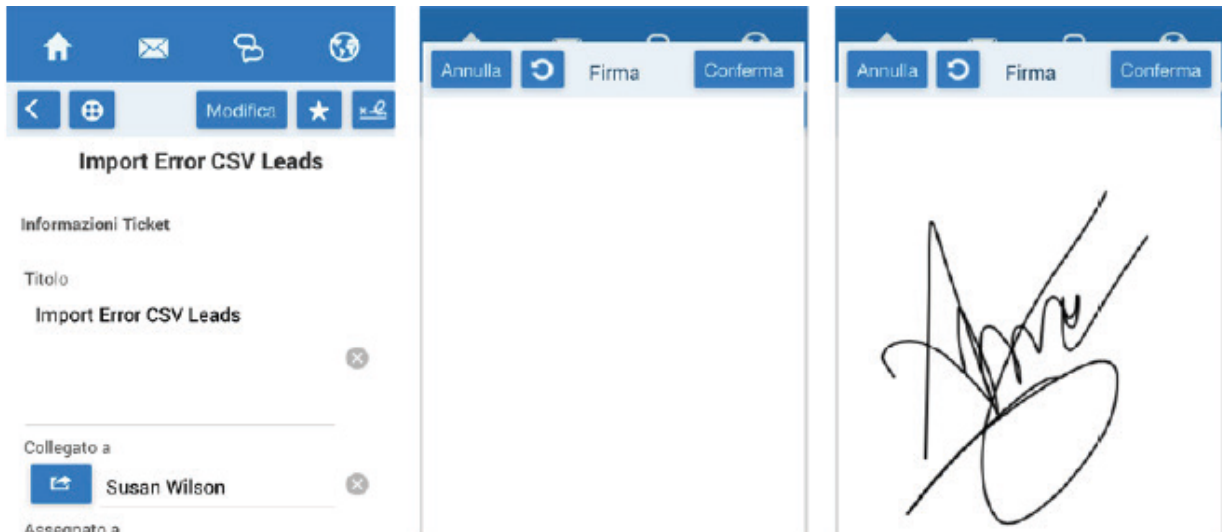 Modifica
Import Error CSV Leads
Informazioni Ticket
Titolo
Import Error CSV Leads
Collegato a
Susan Wilson
Assegnato a
Annulla Firma Conferma
Annulla Firma Conferma